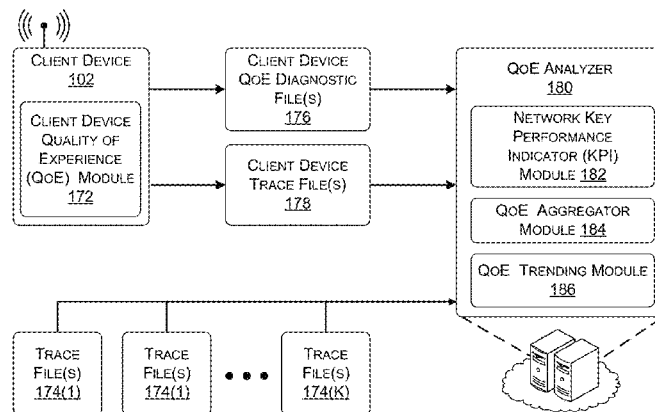 CLIENT DEVICE
102
CLIENT DEVICE
QUALITY OF
EXPERIENCE
(QOE) MODULE
172
CLIENT DEVICE
QOE DIAGNOSTIC
FILE(S)
176
CLIENT DEVICE
TRACE FILE(S)
178
QOE ANALYZER
180
NETWORK KEY
PERFORMANCE
INDICATOR (KPI)
MODULE 182
QOE AGGREGATOR
MODULE 184
QOE TRENDING MODULE
186
TRACE
FILE(S)
174(1)
TRACE
FILE(S)
174(1)
TRACE
FILE(S)
174(K)